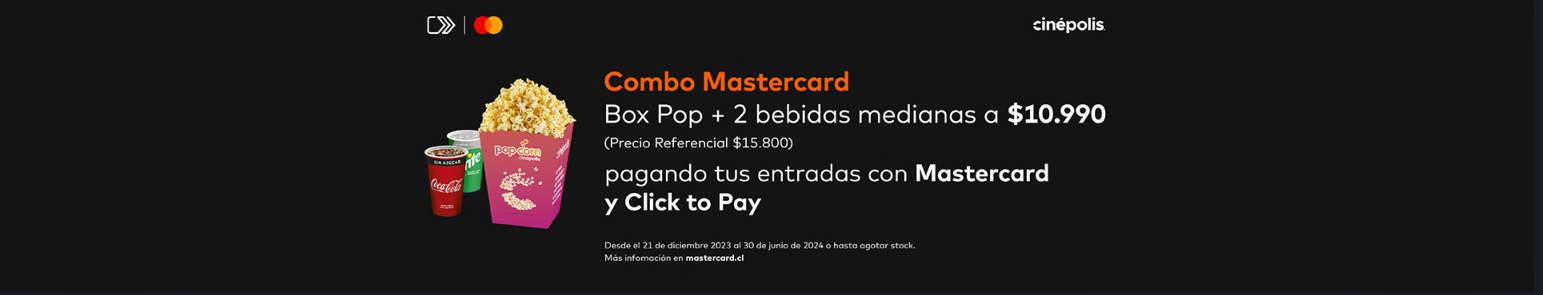 cinépolis.
Combo Mastercard
Box Pop + 2 bebidas medianas a $10.990
(Precio Referencial $15.800)
pagando tus entradas con Mastercard
y Click to Pay
pop corn
cinépolis
SIN AZÚCAR
Coca-Cola
Desde el 21 de diciembre 2023 al 30 de junio de 2024 o hasta agotar stock.
Más infomación en mastercard.cl